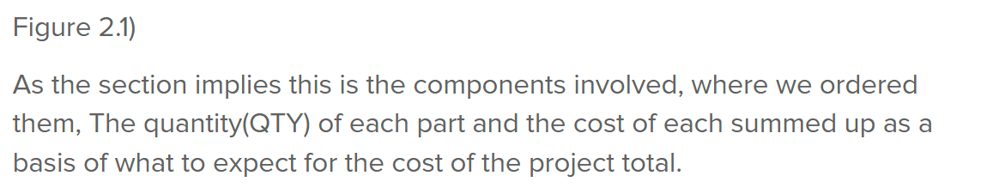 Figure 2.1)
As the section implies this is the components involved, where we ordered
them, The quantity(QTY) of each part and the cost of each summed up as a
basis of what to expect for the cost of the project total.